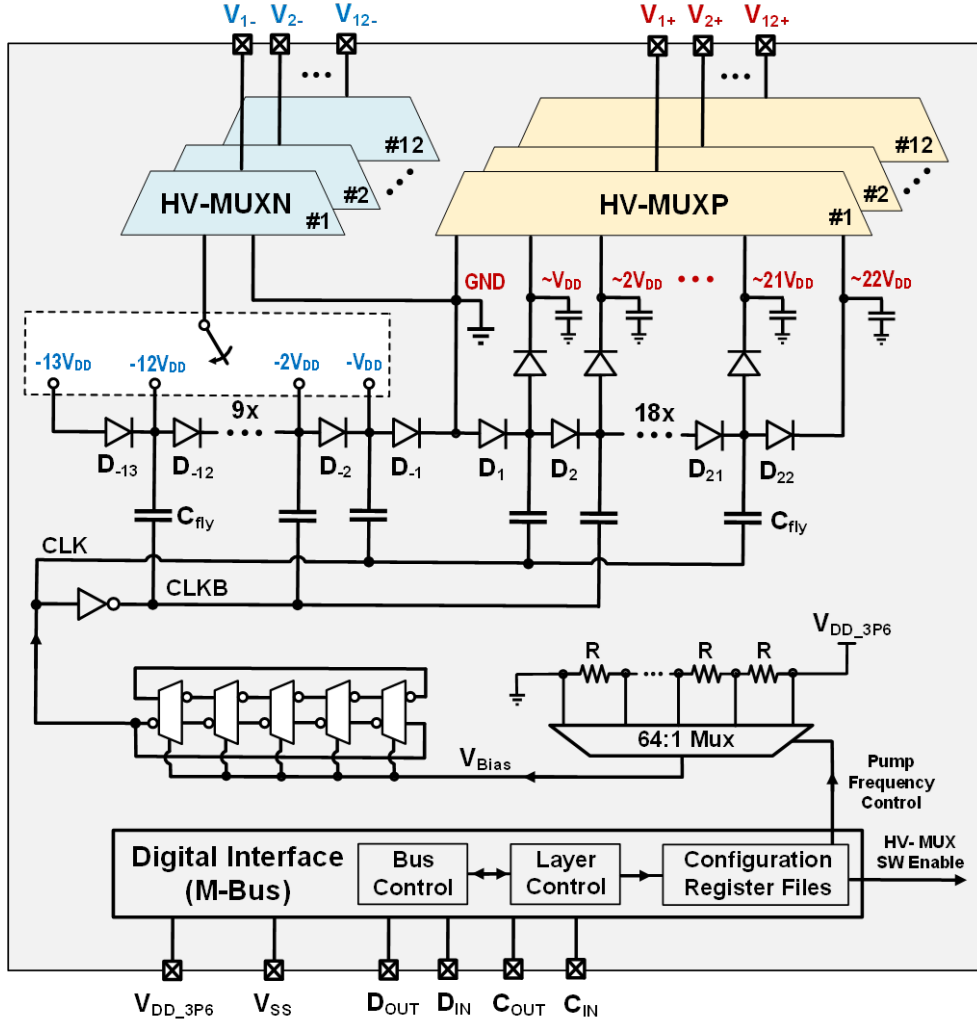 V1- V2- V12- V1+ V2+ V12+
... ...
#12 #12
#2 #2
HV-MUXN #1 HV-MUXP #1
GND ~VDD ~2VDD ... ~21VDD ~22VDD
-13VDD -12VDD -2VDD -VDD
9x 18x
D-13 D-12 D-2 D-1 D1 D2 D21 D22
Cfly Cfly
CLK
CLKB
VDD_3P6
R R R
64:1 Mux
VBias
Pump
Frequency
Control
HV- MUX
SW Enable
Digital Interface
(M-Bus)
Bus
Control
Layer
Control
Configuration
Register Files
VDD_3P6 VSS DOUT DIN COUT CIN